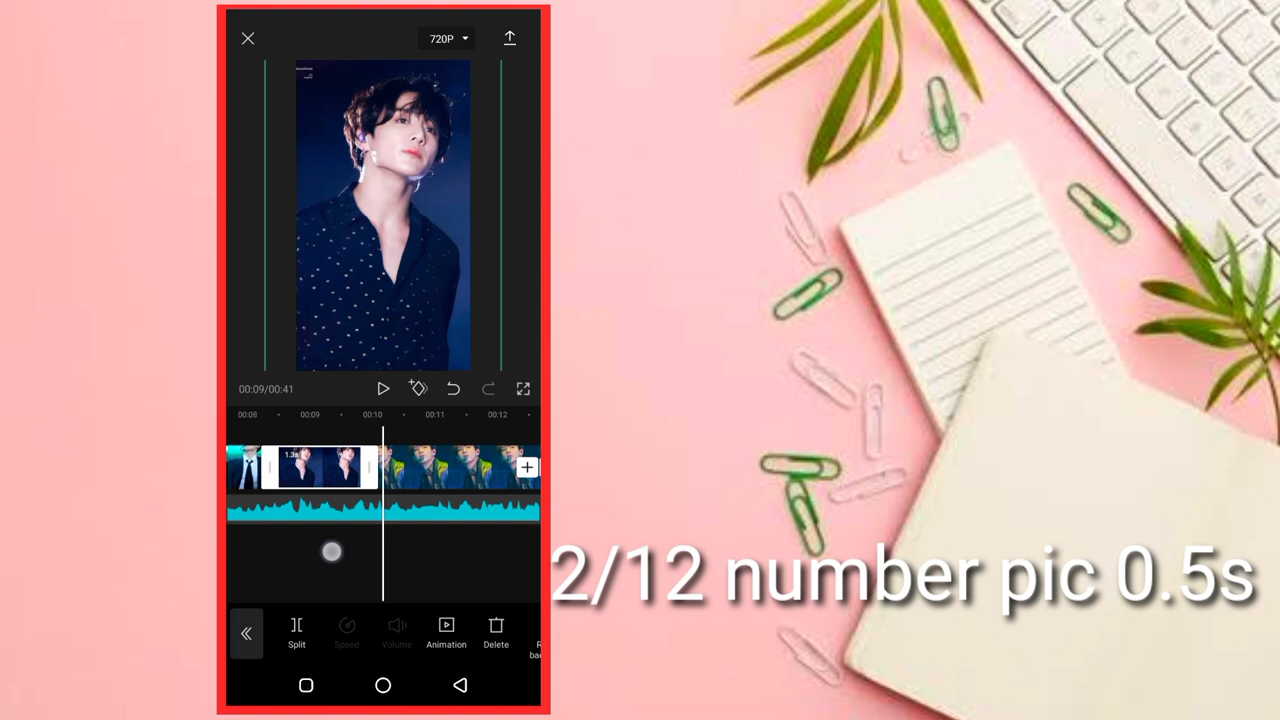 720P
00:09/00:41
00:08 00:09 00:10 00:11 00:12
1.3s
Split Speed Volume Animation Delete
2/12 number pic 0.5s